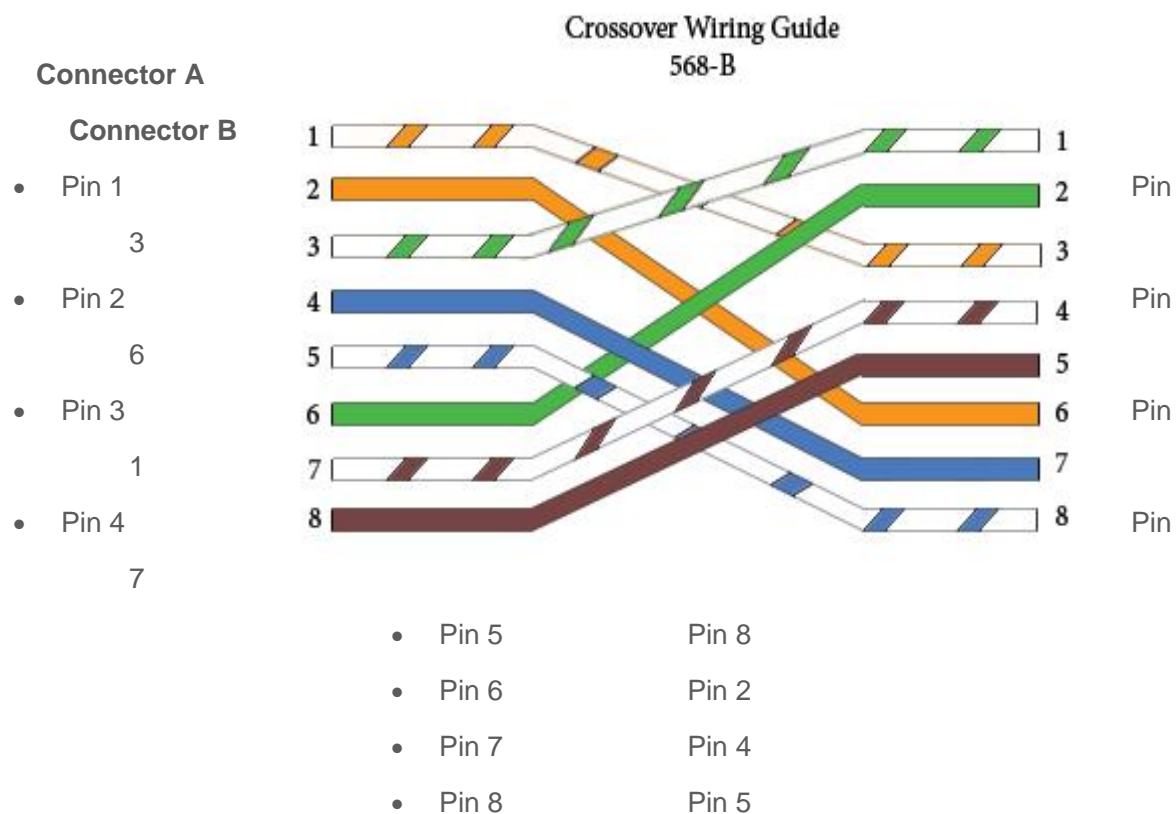 Crossover Wiring Guide
568-B
Connector A
Connector B
1 1
• Pin 1 2 2 Pin
3 3 3
• Pin 2 4 4 Pin
6 5 5
• Pin 3 6 6 Pin
1 7 7
• Pin 4 8 8 Pin
7
• Pin 5 Pin 8
• Pin 6 Pin 2
• Pin 7 Pin 4
• Pin 8 Pin 5